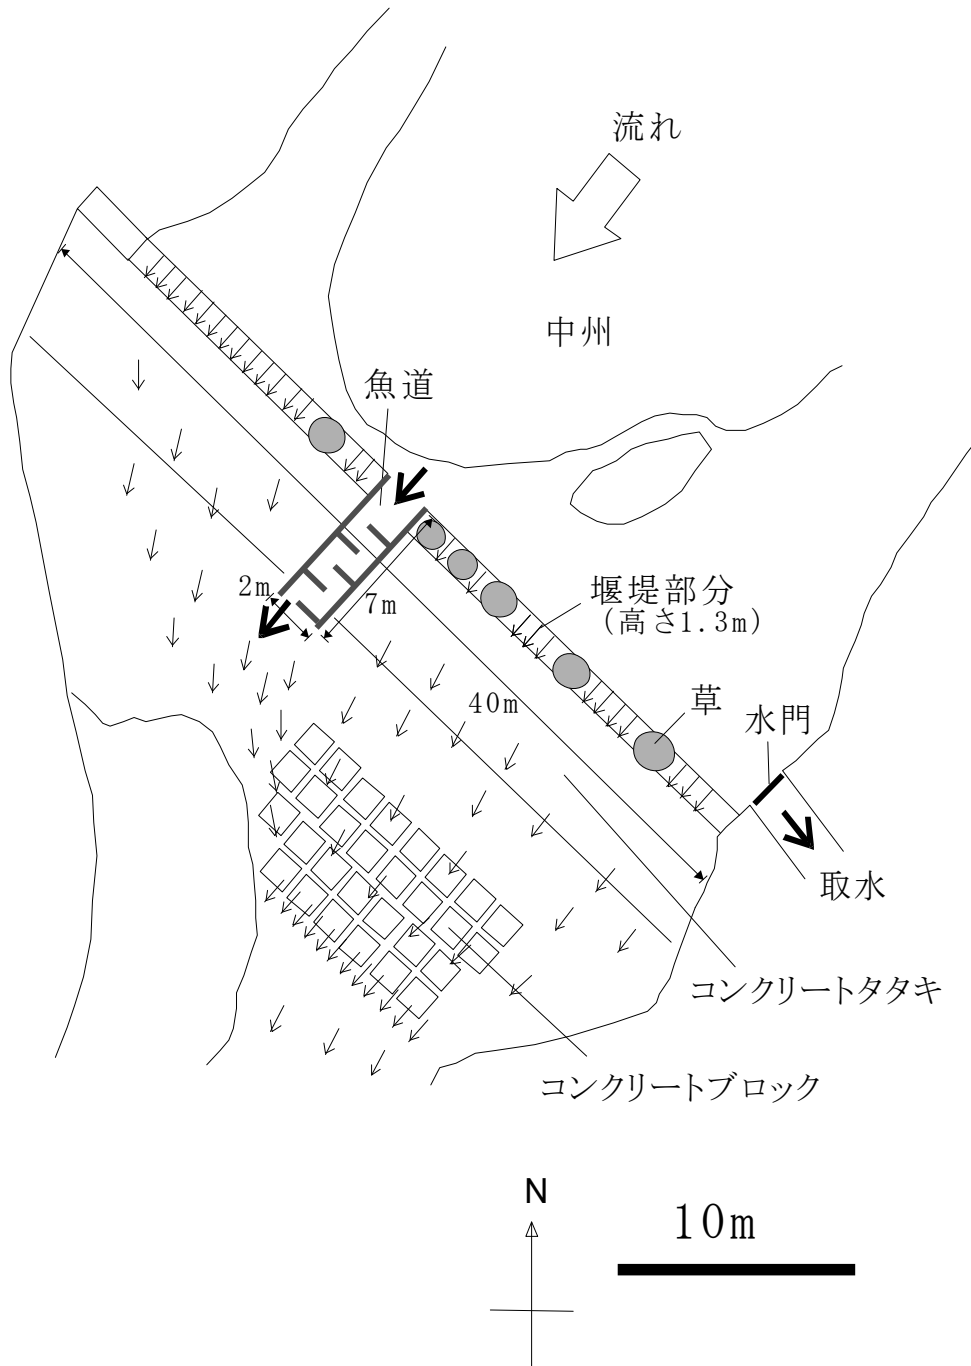 流れ
中州
魚道
2m
7m
堰堤部分
(高さ1.3m)
40m
草
水門
取水
コンクリートタタキ
コンクリートブロック
N
10m